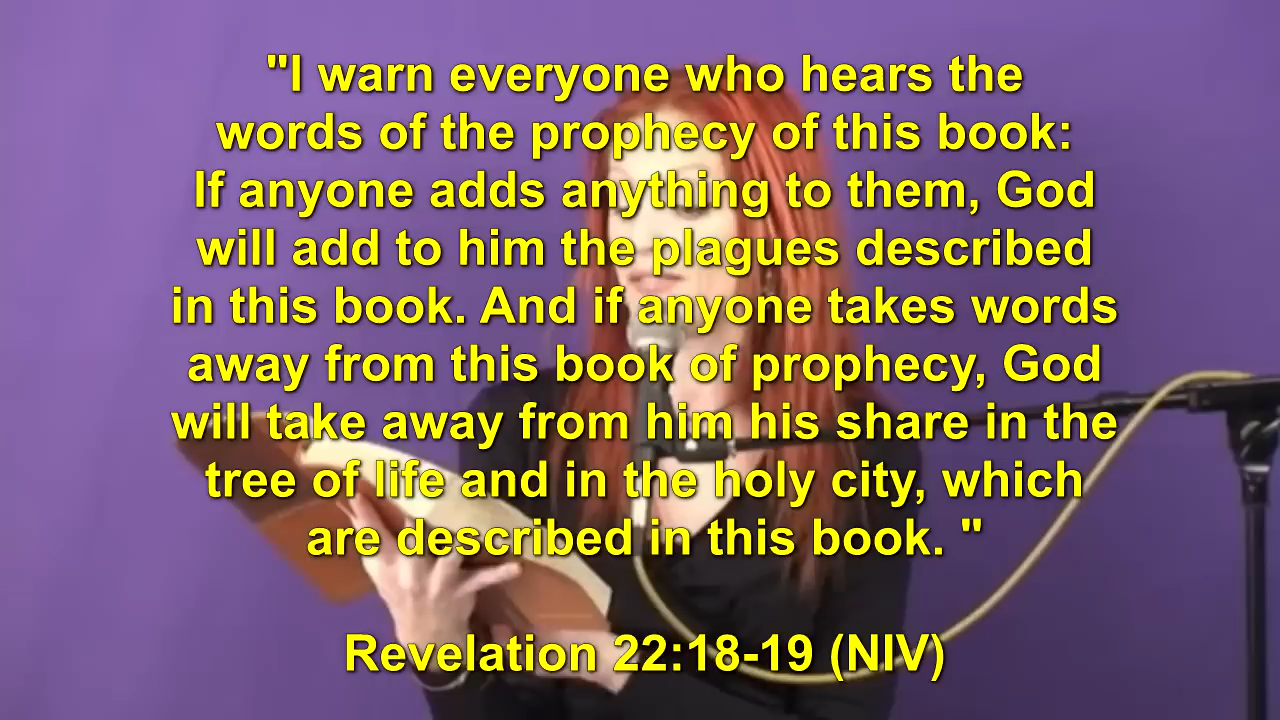 "I warn everyone who hears the
words of the prophecy of this book:
If anyone adds anything to them, God
will add to him the plagues described
in this book. And if anyone takes words
away from this book of prophecy, God
will take away from him his share in the
tree of life and in the holy city, which
are described in this book. "
Revelation 22:18-19 (NIV)